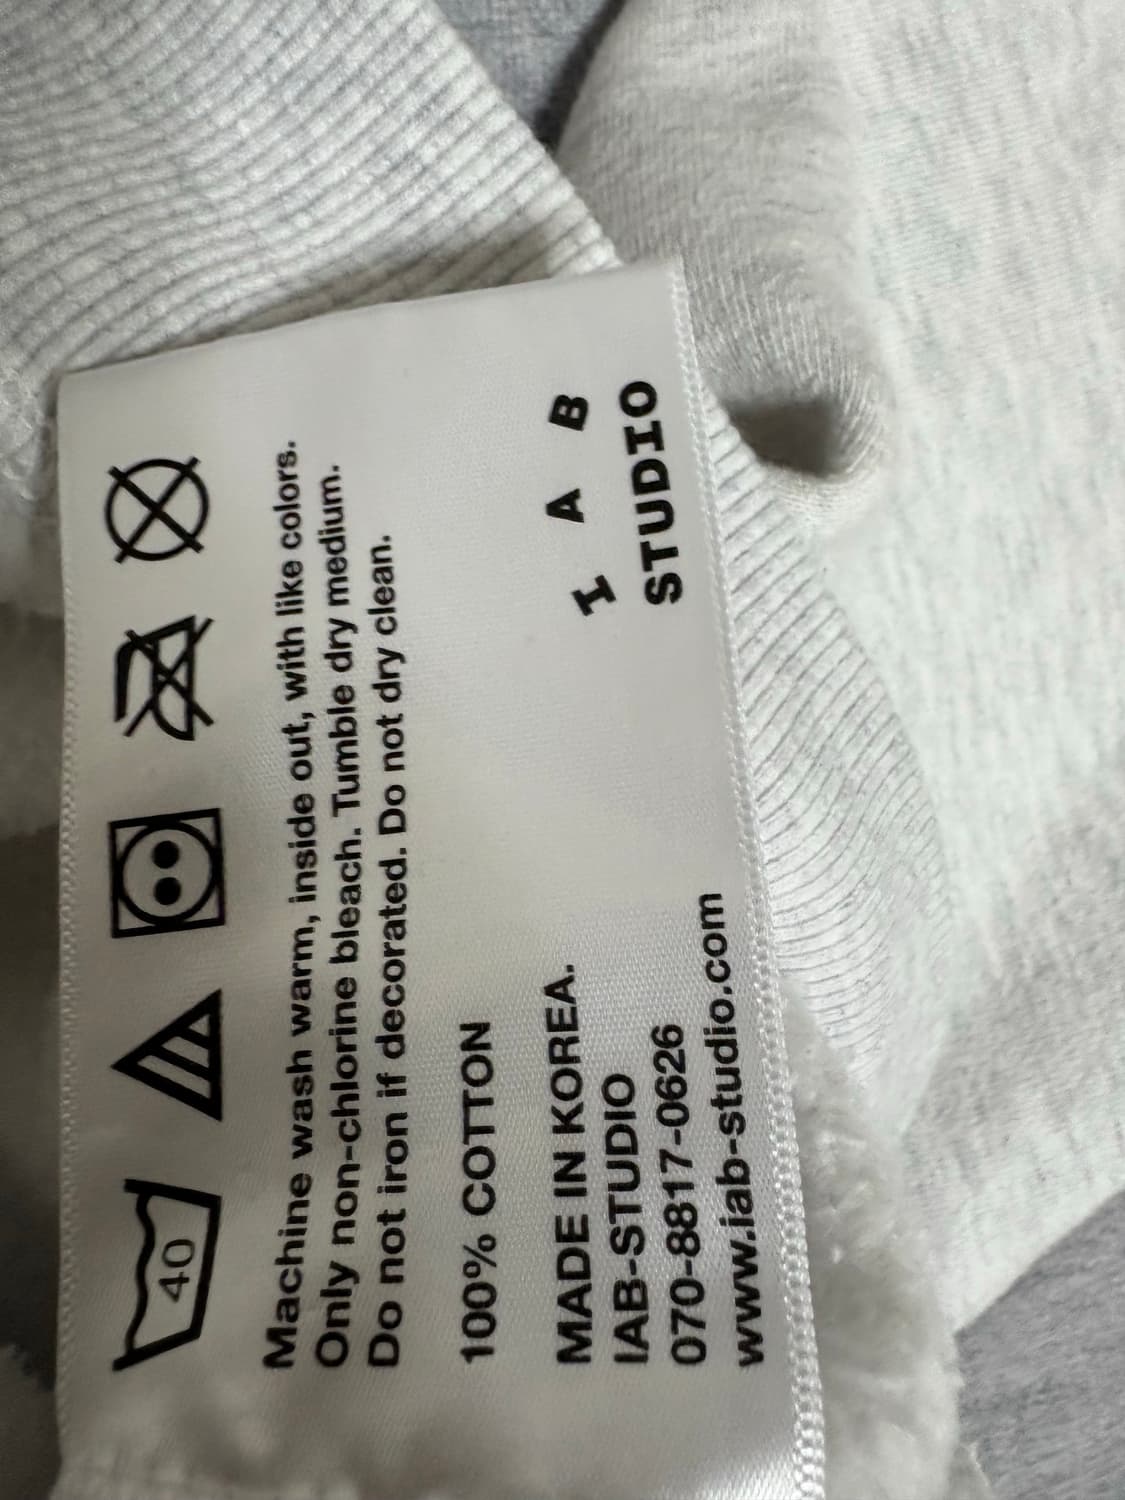 40
Machine wash warm, inside out, with like colors.
Only non-chlorine bleach. Tumble dry medium.
Do not iron if decorated. Do not dry clean.
100% COTTON
MADE IN KOREA.
IAB-STUDIO
070-8817-0626
www.iab-studio.com
I A B
STUDIO